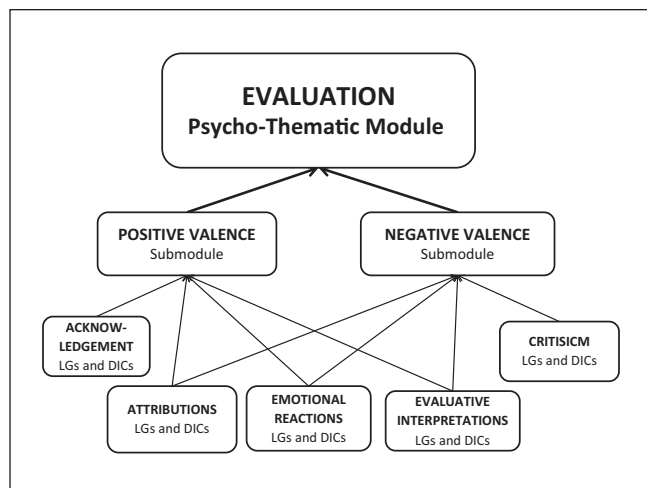 EVALUATION
Psycho-Thematic Module
POSITIVE VALENCE
Submodule
NEGATIVE VALENCE
Submodule
ACKNOW-
LEDGEMENT
LGs and DICs
CRITISICM
LGs and DICs
ATTRIBUTIONS
LGs and DICs
EMOTIONAL
REACTIONS
LGs and DICs
EVALUATIVE
INTERPRETATIONS
LGs and DICs